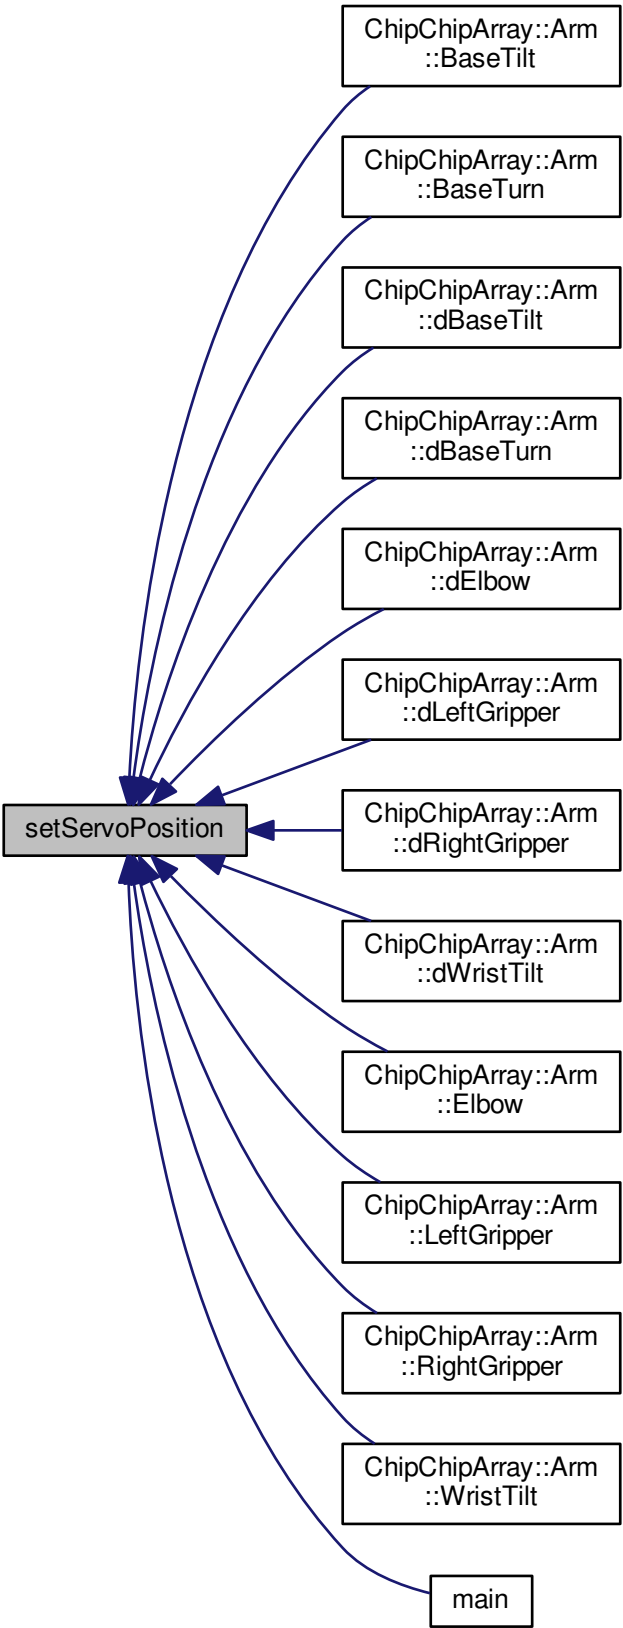 ChipChipArray::Arm
::BaseTilt
ChipChipArray::Arm
::BaseTurn
ChipChipArray::Arm
::dBaseTilt
ChipChipArray::Arm
::dBaseTurn
ChipChipArray::Arm
::dElbow
ChipChipArray::Arm
::dLeftGripper
setServoPosition
ChipChipArray::Arm
::dRightGripper
ChipChipArray::Arm
::dWristTilt
ChipChipArray::Arm
::Elbow
ChipChipArray::Arm
::LeftGripper
ChipChipArray::Arm
::RightGripper
ChipChipArray::Arm
::WristTilt
main